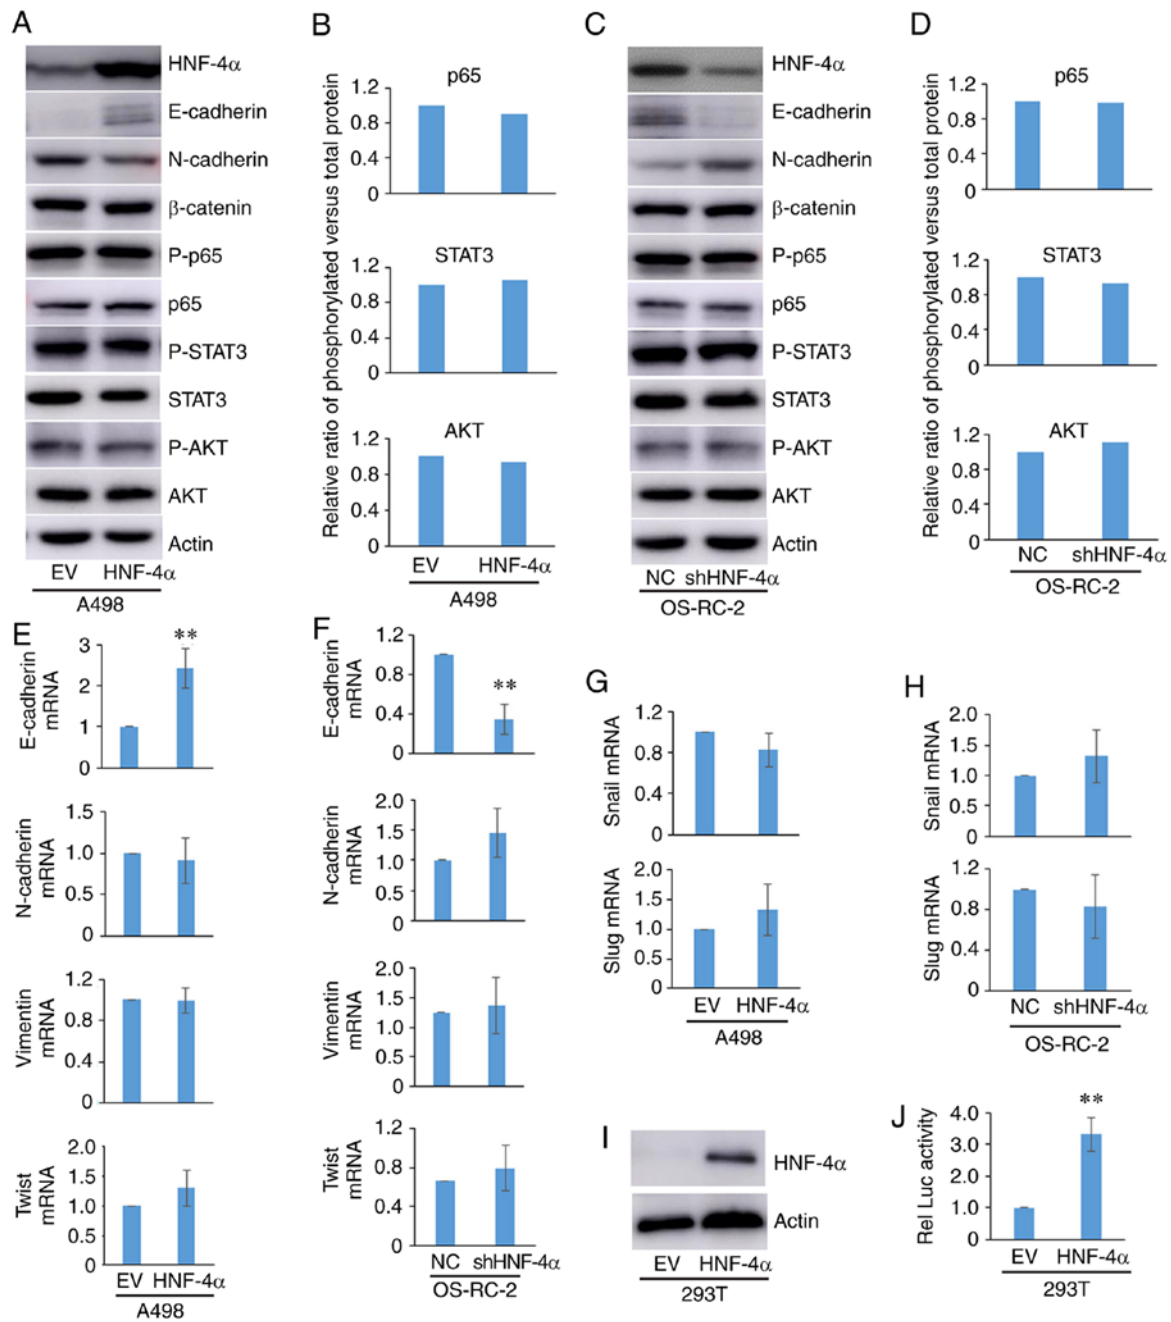 A
HNF-4α
E-cadherin
N-cadherin
β-catenin
P-p65
p65
P-STAT3
STAT3
P-AKT
AKT
Actin
EV HNF-4α
A498
B
Relative ratio of phosphorylated versus total protein
p65
1.2
0.8
0.4
0
STAT3
1.2
0.8
0.4
0
AKT
1.2
0.8
0.4
0
EV HNF-4α
A498
C
HNF-4α
E-cadherin
N-cadherin
β-catenin
P-p65
p65
P-STAT3
STAT3
P-AKT
AKT
Actin
NC shHNF-4α
OS-RC-2
D
Relative ratio of phosphorylated versus total protein
p65
1.2
0.8
0.4
0
STAT3
1.2
0.8
0.4
0
AKT
1.2
0.8
0.4
0
NC shHNF-4α
OS-RC-2
E
E-cadherin
mRNA
3
2
1
0
**
N-cadherin
mRNA
1.5
1.0
0.5
0
Vimentin
mRNA
1.2
0.8
0.4
0
Twist
mRNA
2.0
1.5
1.0
0.5
0
EV HNF-4α
A498
F
E-cadherin
mRNA
1.2
0.8
0.4
0
**
N-cadherin
mRNA
2.0
1.5
1.0
0.5
0
Vimentin
mRNA
2.0
1.5
1.0
0.5
0
Twist
mRNA
1.2
0.8
0.4
0
NC shHNF-4α
OS-RC-2
G
Snail mRNA
1.2
0.8
0.4
0
Slug mRNA
2.0
1.5
1.0
0.5
0
EV HNF-4α
A498
H
Snail mRNA
2.0
1.5
1.0
0.5
0
Slug mRNA
1.2
0.8
0.4
0
NC shHNF-4α
OS-RC-2
I
HNF-4α
Actin
EV HNF-4α
293T
J
Rel Luc activity
4.0
3.0
2.0
1.0
0
**
EV HNF-4α
293T